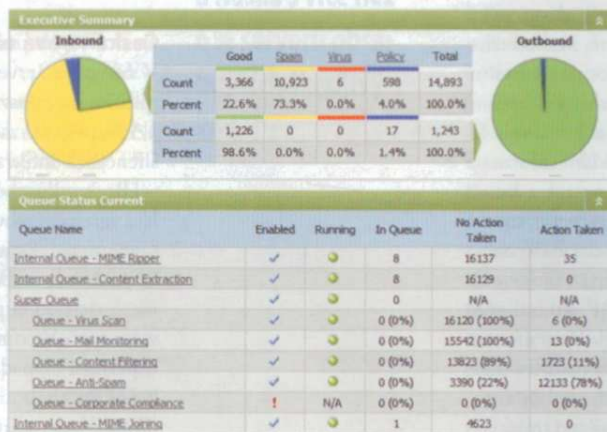 Executive Summary
Inbound
Outbound
Good Spam Virus Policy Total
Count 3,366 10,923 6 598 14,893
Percent 22.6% 73.3% 0.0% 4.0% 100.0%
Count 1,226 0 0 17 1,243
Percent 98.6% 0.0% 0.0% 1.4% 100.0%
Queue Status Current
Queue Name Enabled Running In Queue No Action Taken Action Taken
Internal Queue - MIME Ripper 8 16137 35
Internal Queue - Content Extraction 8 16129 0
Super Queue 0 N/A N/A
Queue - Virus Scan 0 (0%) 16120 (100%) 6 (0%)
Queue - Mail Monitoring 0 (0%) 15542 (100%) 13 (0%)
Queue - Content Filtering 0 (0%) 13823 (89%) 1723 (11%)
Queue - Anti-Spam 0 (0%) 3390 (22%) 12133 (78%)
Queue - Corporate Compliance ! N/A 0 (0%) 0 (0%) 0 (0%)
Internal Queue - MIME Joining 1 4623 0